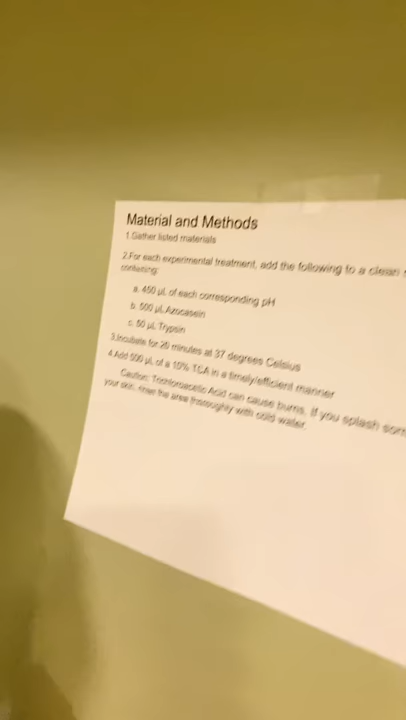 Material and Methods
1.Gather listed materials
2.For each experimental treatment, add the following to a clean
containing:
a. 450 µL of each corresponding pH
b. 500 µL Azocasein
c. 50 µL Trypsin
3.Incubate for 20 minutes at 37 degrees Celsius
4.Add 500 µL of a 10% TCA in a timely/efficient manner
Caution: Trichloroacetic Acid can cause burns. If you splash
your skin, rinse the area thoroughly with cold water.